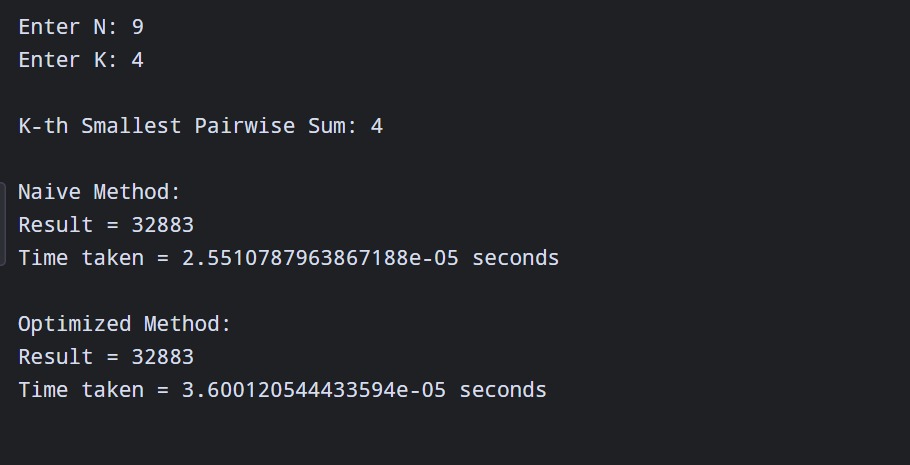 Enter N: 9
Enter K: 4
K-th Smallest Pairwise Sum: 4
Naive Method:
Result = 32883
Time taken = 2.5510787963867188e-05 seconds
Optimized Method:
Result = 32883
Time taken = 3.600120544433594e-05 seconds